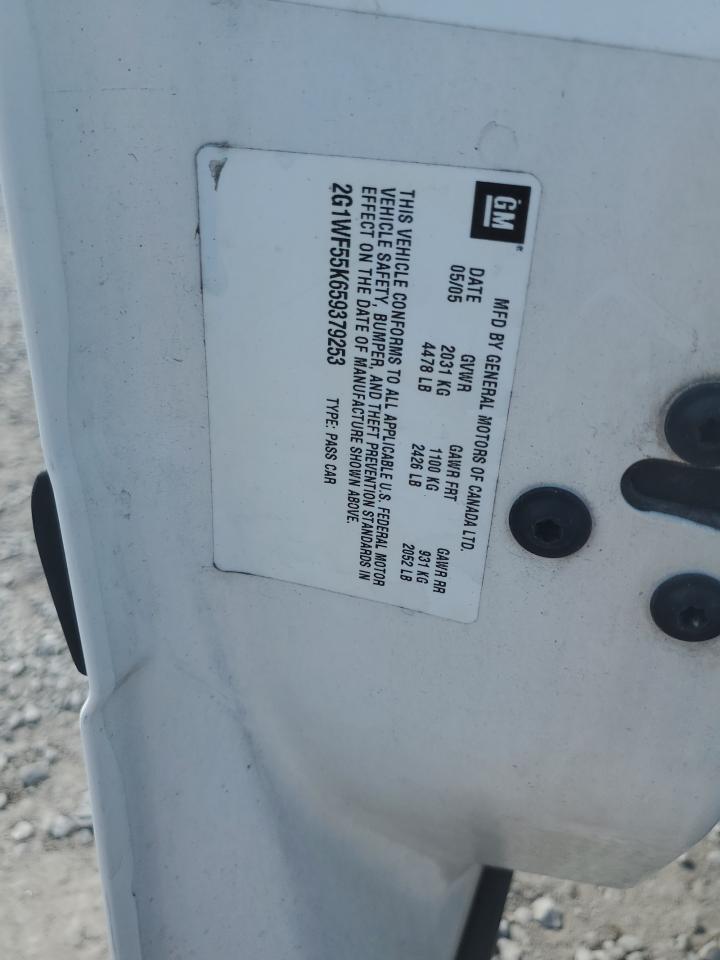 GM
MFD BY GENERAL MOTORS OF CANADA LTD.
DATE GVWR GAWR FRT GAWR RR
05/05 2031 KG 1100 KG 931 KG
4478 LB 2426 LB 2052 LB
THIS VEHICLE CONFORMS TO ALL APPLICABLE U.S. FEDERAL MOTOR
VEHICLE SAFETY, BUMPER, AND THEFT PREVENTION STANDARDS IN
EFFECT ON THE DATE OF MANUFACTURE SHOWN ABOVE.
2G1WF55K659379253 TYPE: PASS CAR